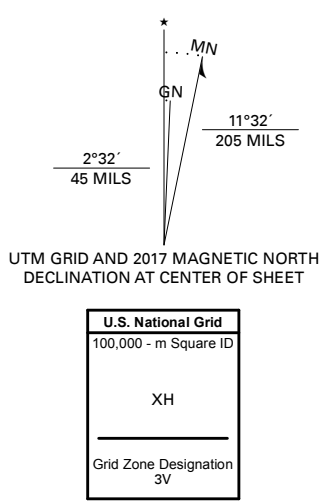 ★
MN
GN
11°32´
205 MILS
2°32´
45 MILS
UTM GRID AND 2017 MAGNETIC NORTH
DECLINATION AT CENTER OF SHEET
U.S. National Grid
100,000 - m Square ID
XH
Grid Zone Designation
3V